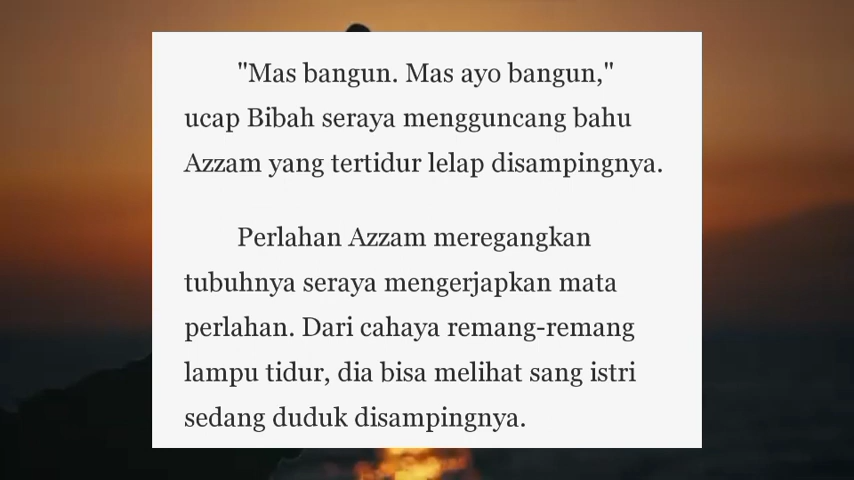 "Mas bangun. Mas ayo bangun,"
ucap Bibah seraya mengguncang bahu
Azzam yang tertidur lelap disampingnya.
Perlahan Azzam meregangkan
tubuhnya seraya mengerjapkan mata
perlahan. Dari cahaya remang-remang
lampu tidur, dia bisa melihat sang istri
sedang duduk disampingnya.